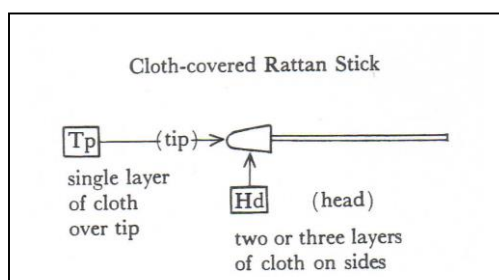 Cloth-covered Rattan Stick
Tp (tip)
single layer
of cloth
over tip
Hd (head)
two or three layers
of cloth on sides